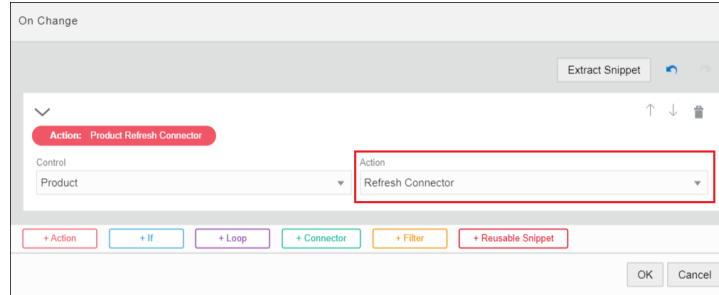 On Change
Extract Snippet
Action: Product Refresh Connector
Control
Action
Product
Refresh Connector
+ Action
+ If
+ Loop
+ Connector
+ Filter
+ Reusable Snippet
OK
Cancel